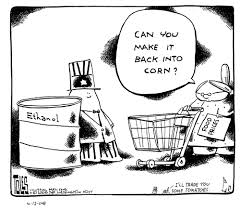 CAN YOU
MAKE IT
BACK INTO
CORN?
Ethanol
FOOD
PRICES
TOLES
I'LL TRADE YOU
SOME TOMATOES